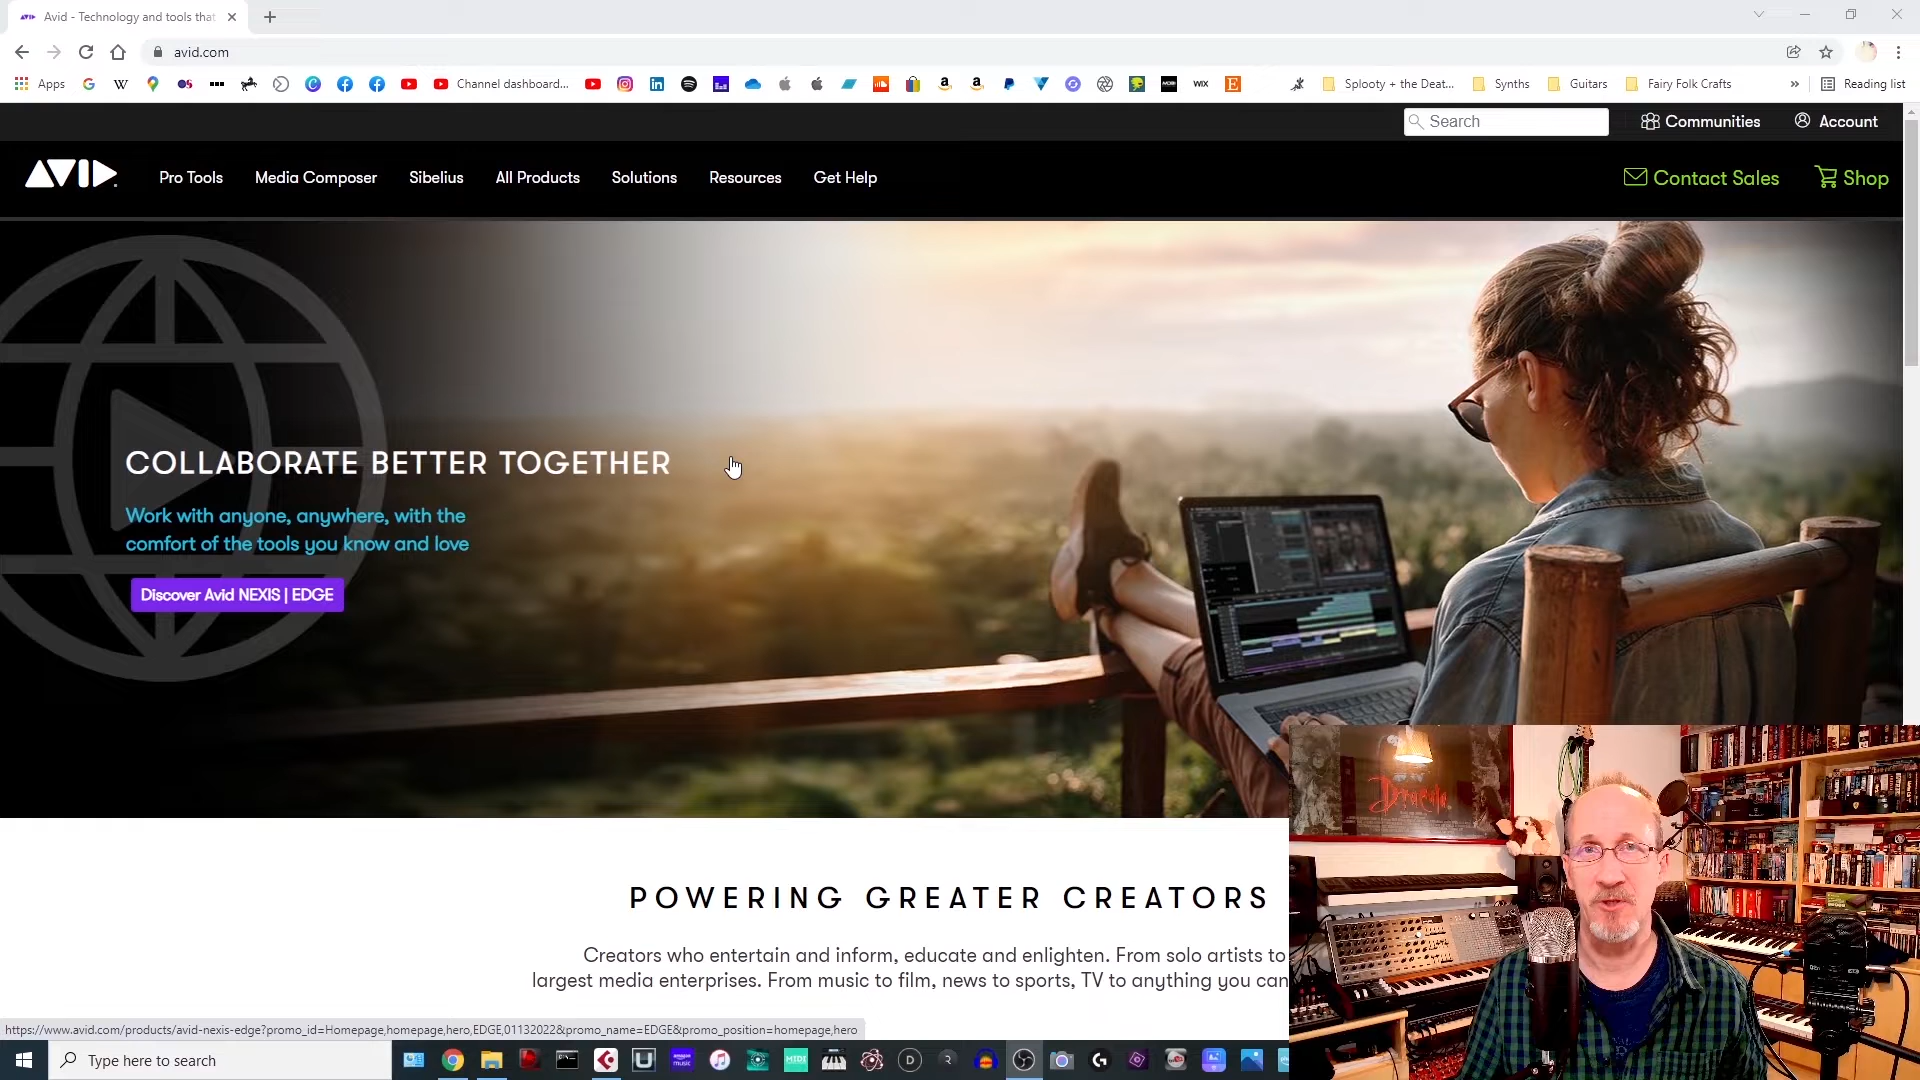 Avid - Technology and tools that
avid.com
Apps
Channel dashboard...
WIX
Splooty + the Deat...
Synths
Guitars
Fairy Folk Crafts
»
Reading list
Search
Communities
Account
AVID
Pro Tools
Media Composer
Sibelius
All Products
Solutions
Resources
Get Help
Contact Sales
Shop
COLLABORATE BETTER TOGETHER
Work with anyone, anywhere, with the
comfort of the tools you know and love
Discover Avid NEXIS | EDGE
Dracula
POWERING GREATER CREATORS
Creators who entertain and inform, educate and enlighten. From solo artists to
largest media enterprises. From music to film, news to sports, TV to anything you can
https://www.avid.com/products/avid-nexis-edge?promo_id=Homepage,homepage,hero,EDGE,01132022&promo_name=EDGE&promo_position=homepage,hero
Type here to search
MIDI